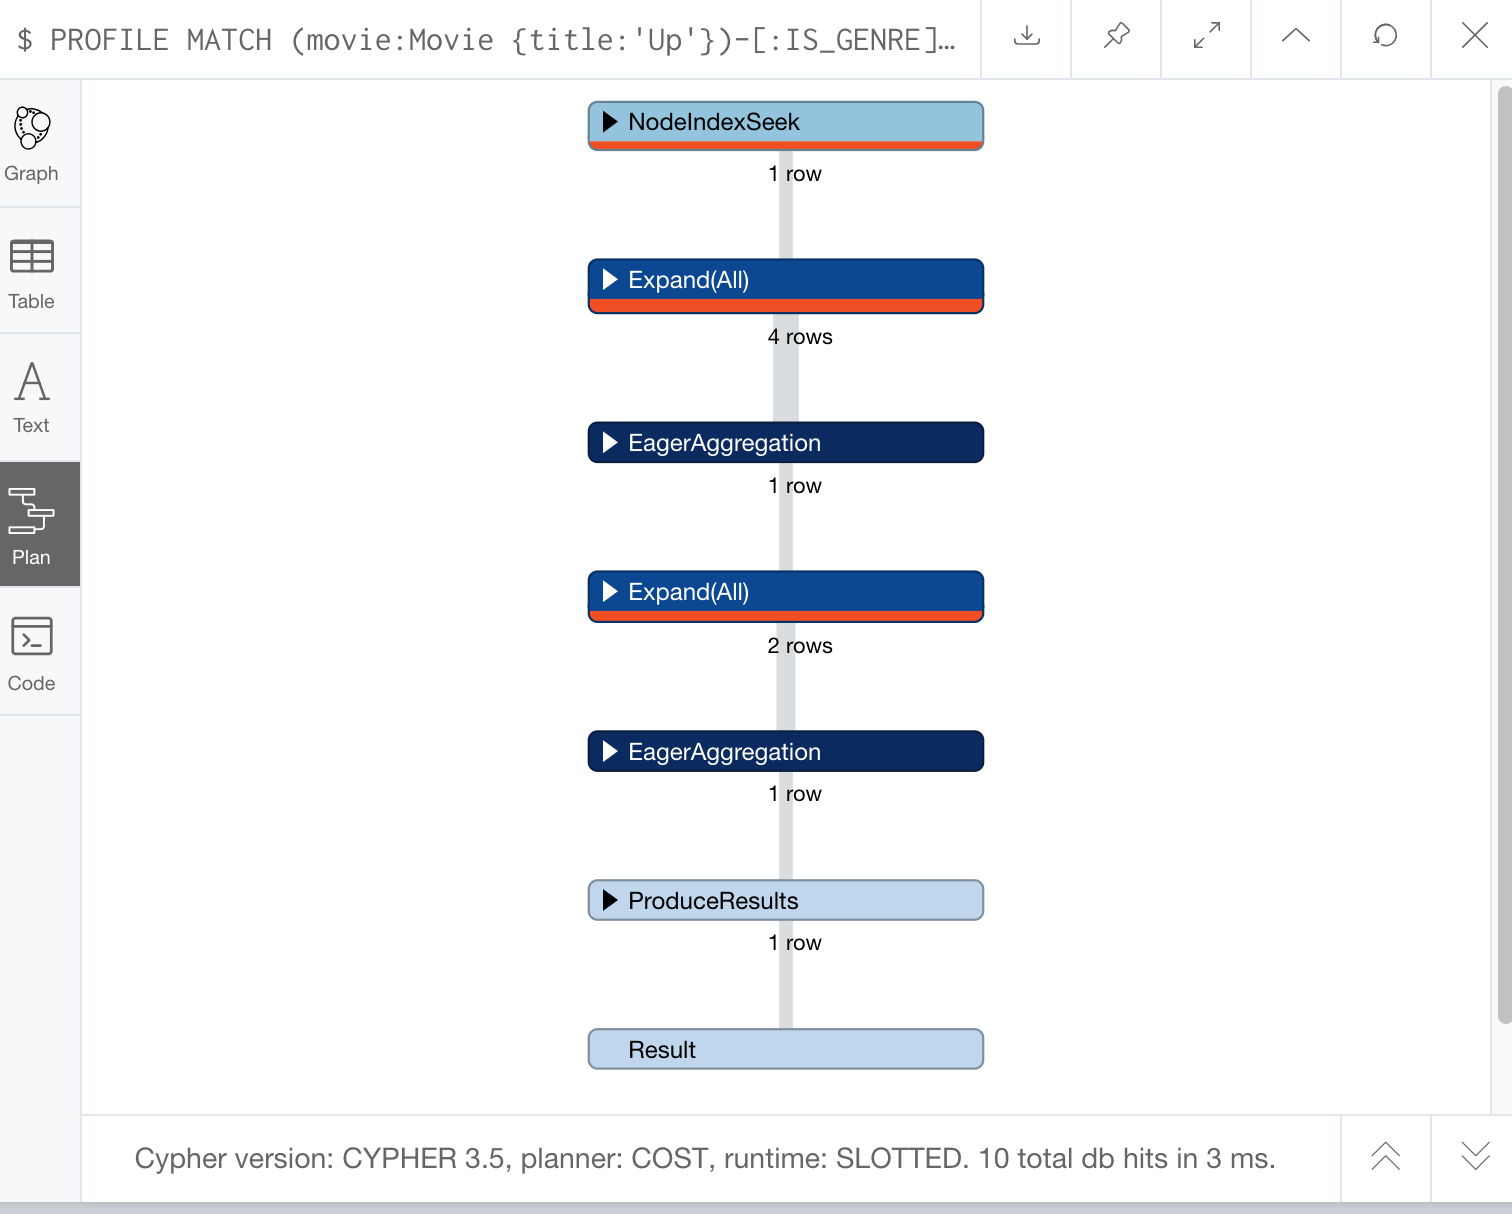 $ PROFILE MATCH (movie:Movie {title:'Up'})-[:IS_GENRE]…
Graph
Table
Text
Plan
Code
NodeIndexSeek
1 row
Expand(All)
4 rows
EagerAggregation
1 row
Expand(All)
2 rows
EagerAggregation
1 row
ProduceResults
1 row
Result
Cypher version: CYPHER 3.5, planner: COST, runtime: SLOTTED. 10 total db hits in 3 ms.